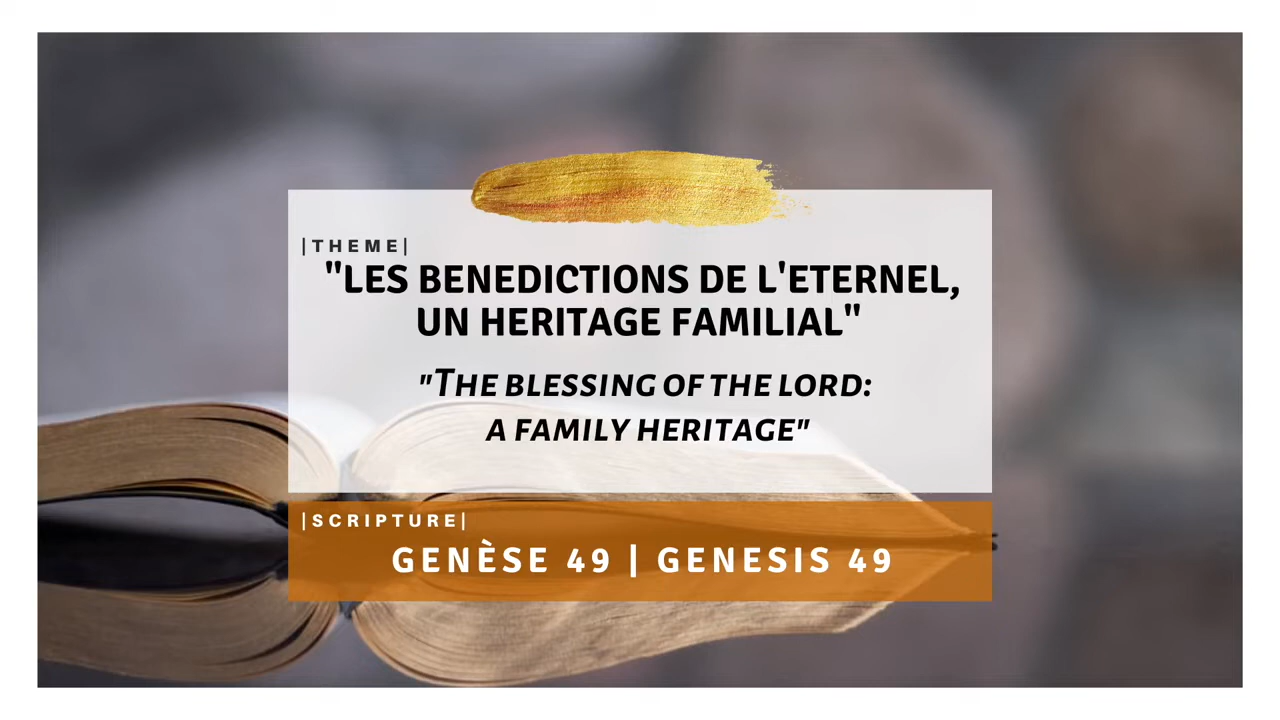 |THEME|
"LES BENEDICTIONS DE L'ETERNEL,
UN HERITAGE FAMILIAL"
"THE BLESSING OF THE LORD:
A FAMILY HERITAGE"
|SCRIPTURE|
GENÈSE 49 | GENESIS 49